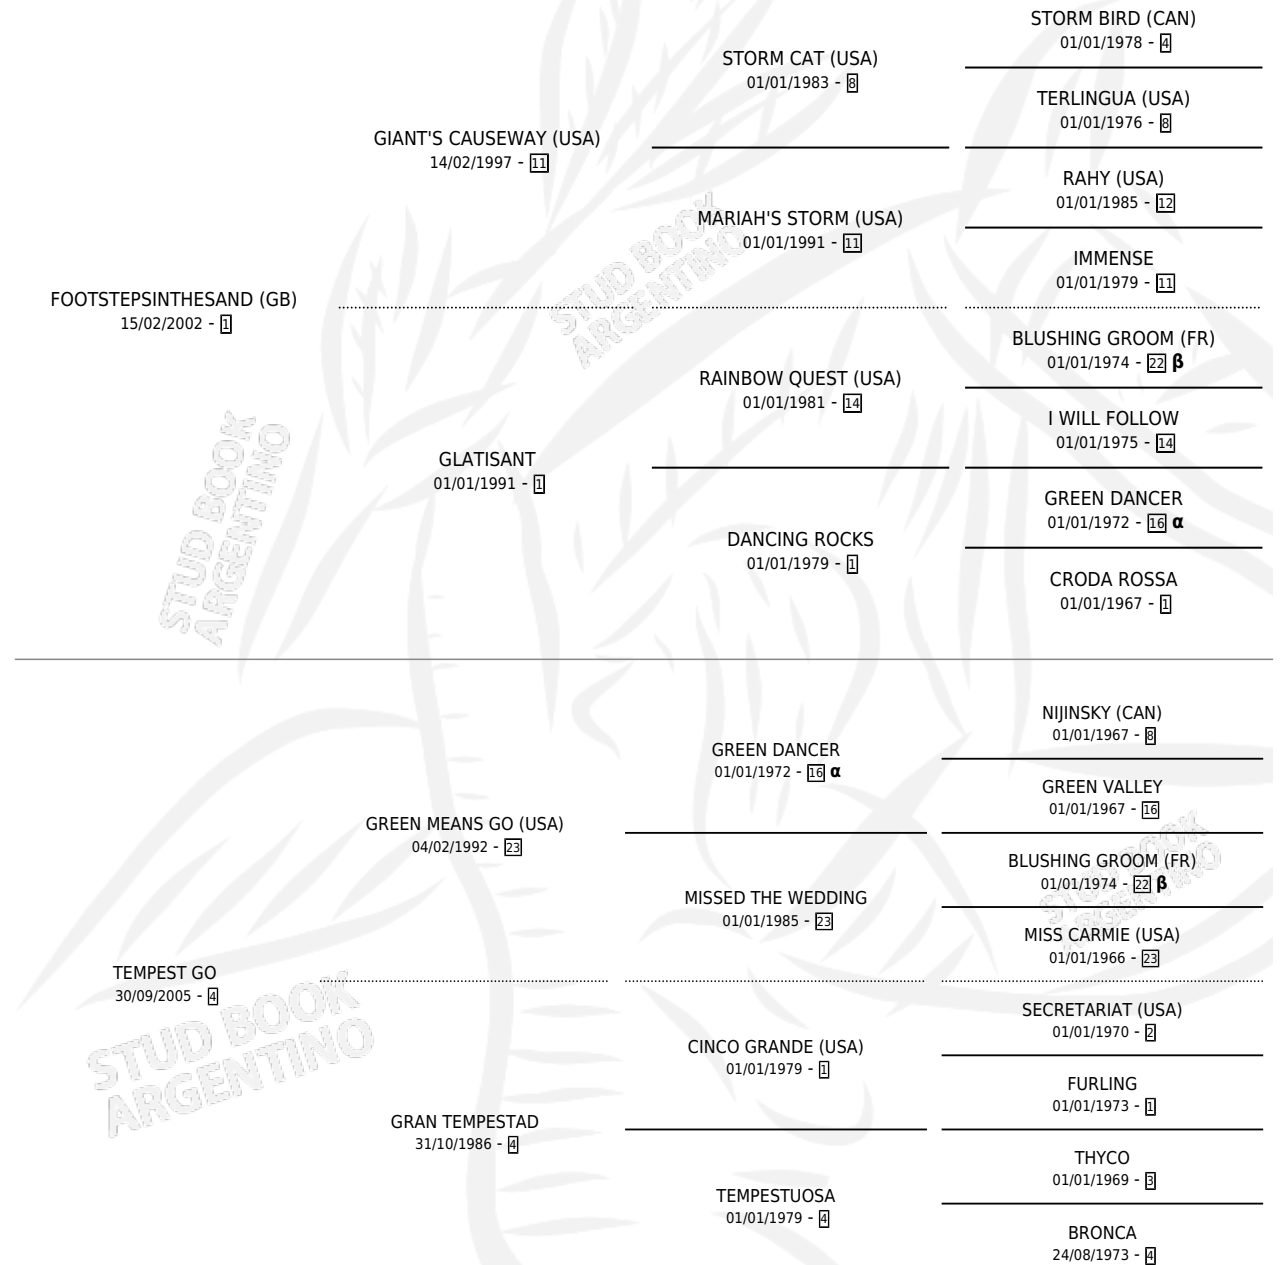 STORM BIRD (CAN)
01/01/1978 - 4
STORM CAT (USA)
01/01/1983 - 8
TERLINGUA (USA)
01/01/1976 - 8
GIANT'S CAUSEWAY (USA)
14/02/1997 - 11
RAHY (USA)
01/01/1985 - 12
MARIAH'S STORM (USA)
01/01/1991 - 11
IMMENSE
01/01/1979 - 11
FOOTSTEPSINTHESAND (GB)
15/02/2002 - 1
BLUSHING GROOM (FR)
01/01/1974 - 22 β
RAINBOW QUEST (USA)
01/01/1981 - 14
I WILL FOLLOW
01/01/1975 - 14
GLATISANT
01/01/1991 - 1
GREEN DANCER
01/01/1972 - 16 α
DANCING ROCKS
01/01/1979 - 1
CRODA ROSSA
01/01/1967 - 1
NIJINSKY (CAN)
01/01/1967 - 8
GREEN DANCER
01/01/1972 - 16 α
GREEN VALLEY
01/01/1967 - 16
GREEN MEANS GO (USA)
04/02/1992 - 23
BLUSHING GROOM (FR)
01/01/1974 - 22 β
MISSED THE WEDDING
01/01/1985 - 23
MISS CARMIE (USA)
01/01/1966 - 23
TEMPEST GO
30/09/2005 - 4
SECRETARIAT (USA)
01/01/1970 - 2
CINCO GRANDE (USA)
01/01/1979 - 1
FURLING
01/01/1973 - 1
GRAN TEMPESTAD
31/10/1986 - 4
THYCO
01/01/1969 - 3
TEMPESTUOSA
01/01/1979 - 4
BRONCA
24/08/1973 - 4
STUD BOOK
ARGENTINO
STUD BOOK
ARGENTINO
STUD BOOK
ARGENTINO
STUD BOOK
ARGENTINO